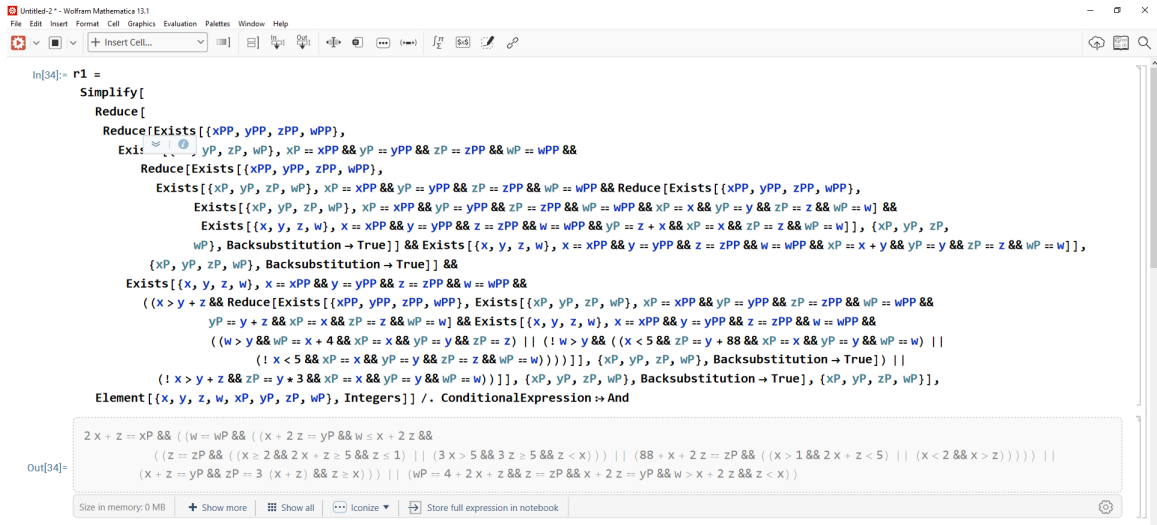 Untitled-2 * - Wolfram Mathematica 13.1
File Edit Insert Format Cell Graphics Evaluation Palettes Window Help
+ Insert Cell...
In[34]:= r1 =
Simplify[
Reduce[
Reduce[Exists[{xPP, yPP, zPP, wPP},
yP, zP, wP}, xP == xPP && yP == yPP && zP == zPP && wP == wPP &&
Reduce[Exists[{xPP, yPP, zPP, wPP},
Exists[{xP, yP, zP, wP}, xP == xPP && yP == yPP && zP == zPP && wP == wPP && Reduce[Exists[{xPP, yPP, zPP, wPP},
Exists[{xP, yP, zP, wP}, xP == xPP && yP == yPP && zP == zPP && wP == wPP && xP == x && yP == y && zP == z && wP == w] &&
Exists[{x, y, z, w}, x == xPP && y == yPP && z == zPP && w == wPP && yP == z + x && xP == x && zP == z && wP == w]], {xP, yP, zP,
wP}, Backsubstitution → True]] && Exists[{x, y, z, w}, x == xPP && y == yPP && z == zPP && w == wPP && xP == x + y && yP == y && zP == z && wP == w]],
{xP, yP, zP, wP}, Backsubstitution → True]] &&
Exists[{x, y, z, w}, x == xPP && y == yPP && z == zPP && w == wPP &&
((x > y + z && Reduce[Exists[{xPP, yPP, zPP, wPP}, Exists[{xP, yP, zP, wP}, xP == xPP && yP == yPP && zP == zPP && wP == wPP &&
yP == y + z && xP == x && zP == z && wP == w] && Exists[{x, y, z, w}, x == xPP && y == yPP && z == zPP && w == wPP &&
((w > y && wP == x + 4 && xP == x && yP == y && zP == z) || (! w > y && ((x < 5 && zP == y + 88 && xP == x && yP == y && wP == w) ||
(! x < 5 && xP == x && yP == y && zP == z && wP == w))))]], {xP, yP, zP, wP}, Backsubstitution → True]) ||
(! x > y + z && zP == y * 3 && xP == x && yP == y && wP == w))]], {xP, yP, zP, wP}, Backsubstitution → True], {xP, yP, zP, wP}],
Element[{x, y, z, w, xP, yP, zP, wP}, Integers]] /. ConditionalExpression :→ And
Out[34]= 2 x + z == xP && ((w == wP && ((x + 2 z == yP && w ≤ x + 2 z &&
((z == zP && ((x ≥ 2 && 2 x + z ≥ 5 && z ≤ 1) || (3 x > 5 && 3 z ≥ 5 && z < x))) || (88 + x + 2 z == zP && ((x > 1 && 2 x + z < 5) || (x < 2 && x > z))))) ||
(x + z == yP && zP == 3 (x + z) && z ≥ x))) || (wP == 4 + 2 x + z && z == zP && x + 2 z == yP && w > x + 2 z && z < x))
Size in memory: 0 MB + Show more Show all Iconize ▼ Store full expression in notebook